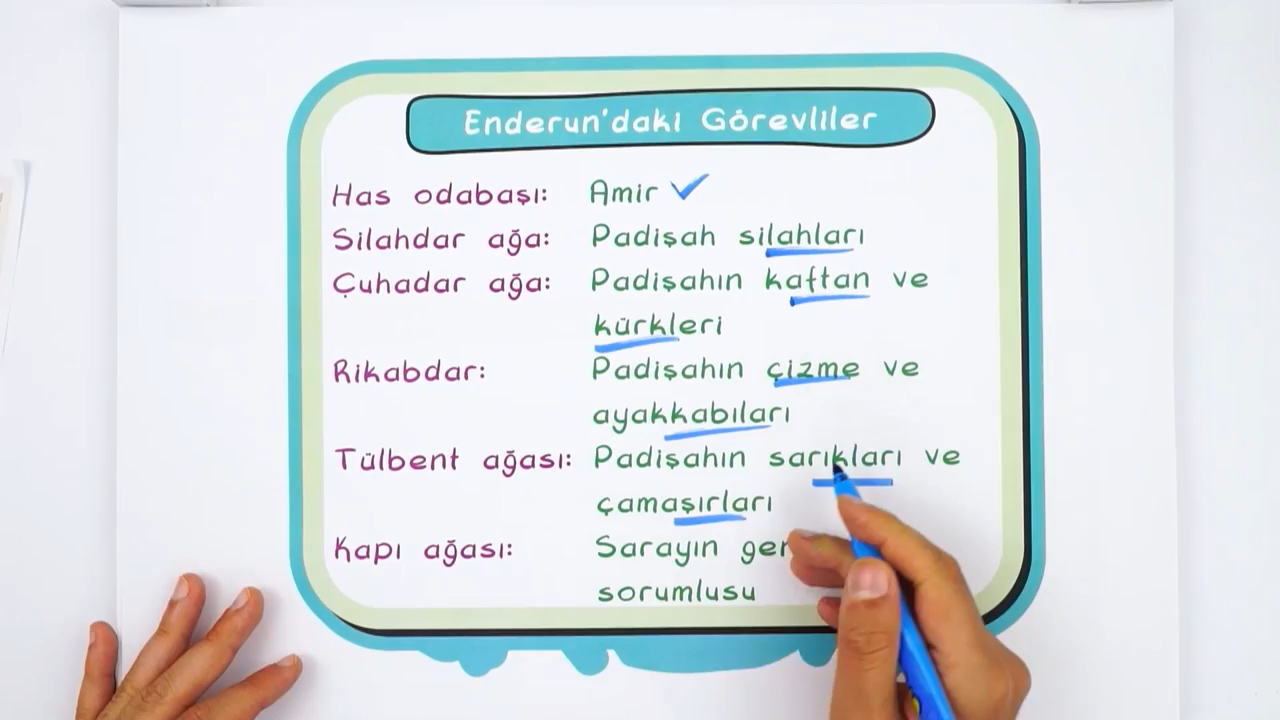 Enderun'daki Görevliler
Has odabaşı: Amir
Silahdar ağa: Padişah silahları
Çuhadar ağa: Padişahın kaftan ve
kürkleri
Rikabdar: Padişahın çizme ve
ayakkabıları
Tülbent ağası: Padişahın sarıkları ve
çamaşırları
Kapı ağası: Sarayın
sorumlusu